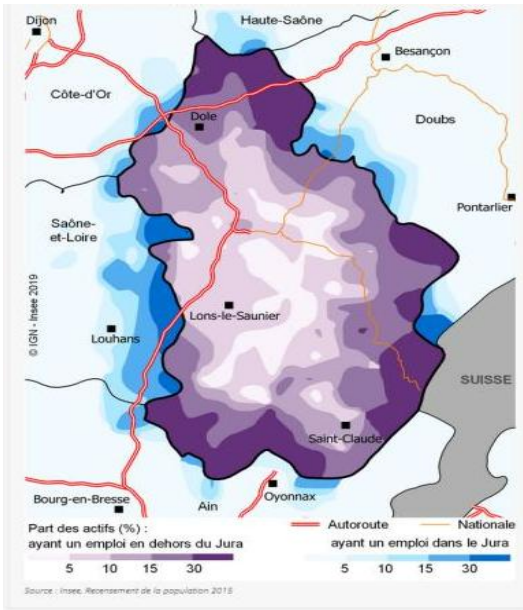 Dijon
Haute-Saône
Besançon
Côte-d'Or
Dole
Doubs
Pontarlier
Saône-
et-Loire
© IGN - Insee 2019
Lons-le-Saunier
Louhans
SUISSE
Saint-Claude
Bourg-en-Bresse
Ain
Oyonnax
Part des actifs (%) :
Autoroute
Nationale
ayant un emploi en dehors du Jura
ayant un emploi dans le Jura
5 10 15 30
5 10 15 30
Source : Insee, Recensement de la population 2015